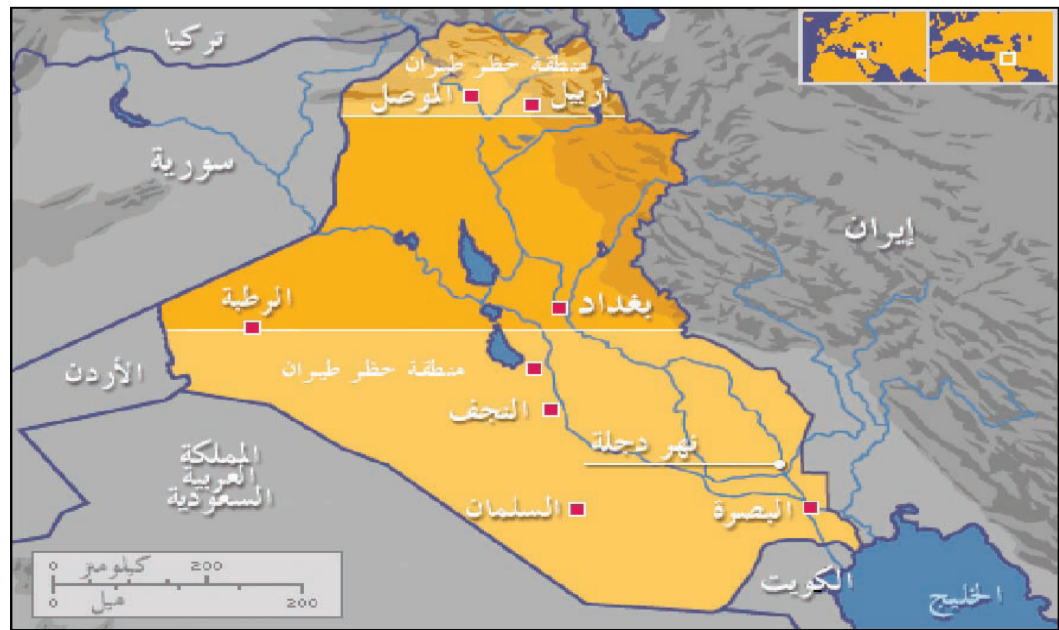 تركيا
منطقة حظر طيران
الموصل
أربيل
سورية
إيران
الرطبة
بغداد
الأردن
منطقة حظر طيران
النجف
نهر دجلة
المملكة
العربية
السعودية
السلمان
البصرة
الكويت
الخليج
0 كيلومتر 200
0 ميل 200